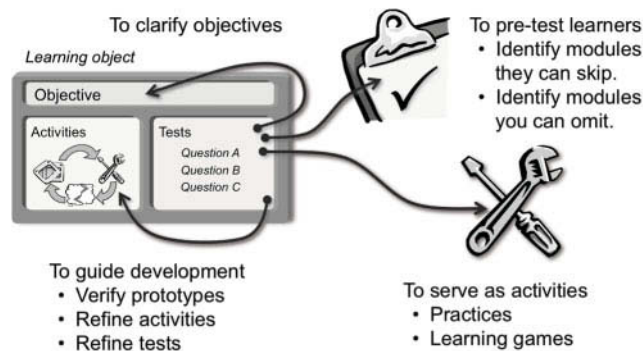 To clarify objectives
Learning object
Objective
Activities
Tests
Question A
Question B
Question C
To pre-test learners
• Identify modules
they can skip.
• Identify modules
you can omit.
To guide development
• Verify prototypes
• Refine activities
• Refine tests
To serve as activities
• Practices
• Learning games